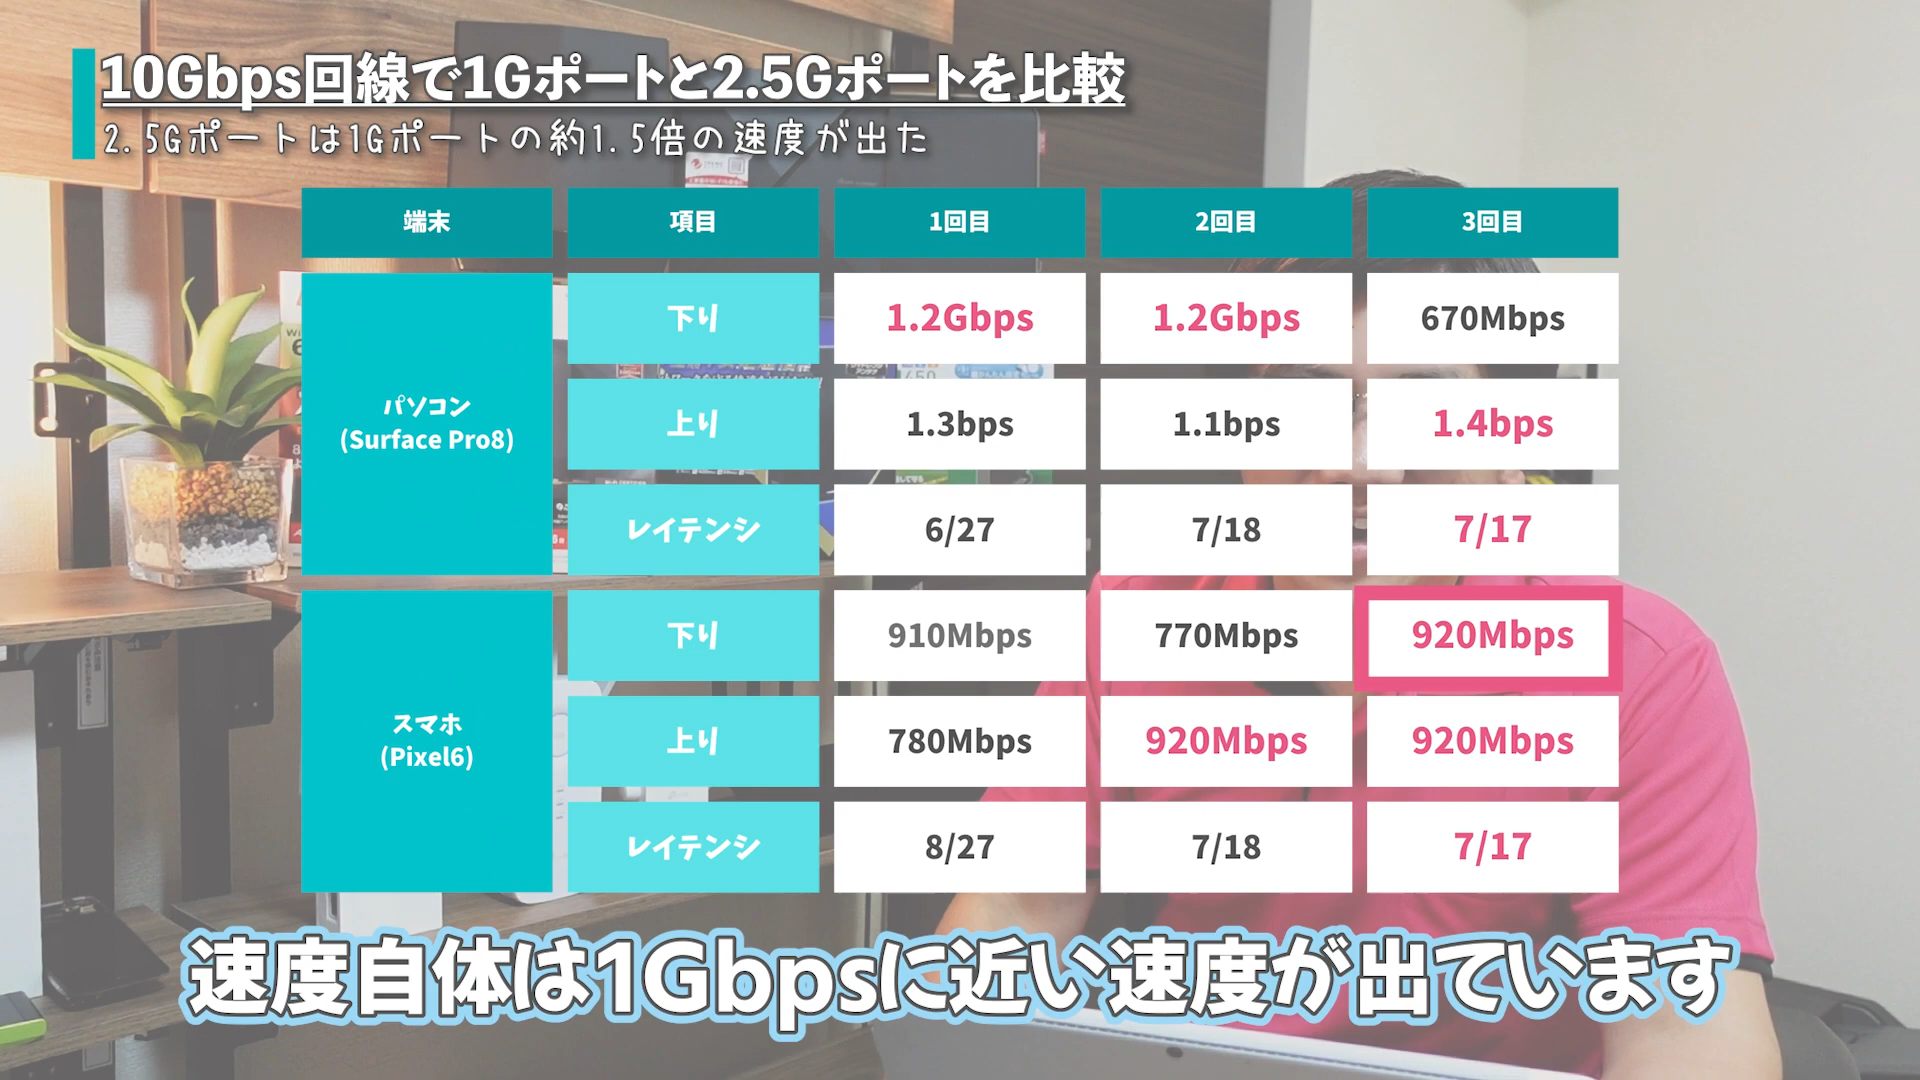 10Gbps回線で1Gポートと2.5Gポートを比較
2.5Gポートは1Gポートの約1.5倍の速度が出た
端末 項目 1回目 2回目 3回目
パソコン
(Surface Pro8)
下り 1.2Gbps 1.2Gbps 670Mbps
上り 1.3bps 1.1bps 1.4bps
レイテンシ 6/27 7/18 7/17
スマホ
(Pixel6)
下り 910Mbps 770Mbps 920Mbps
上り 780Mbps 920Mbps 920Mbps
レイテンシ 8/27 7/18 7/17
速度自体は1Gbpsに近い速度が出ています